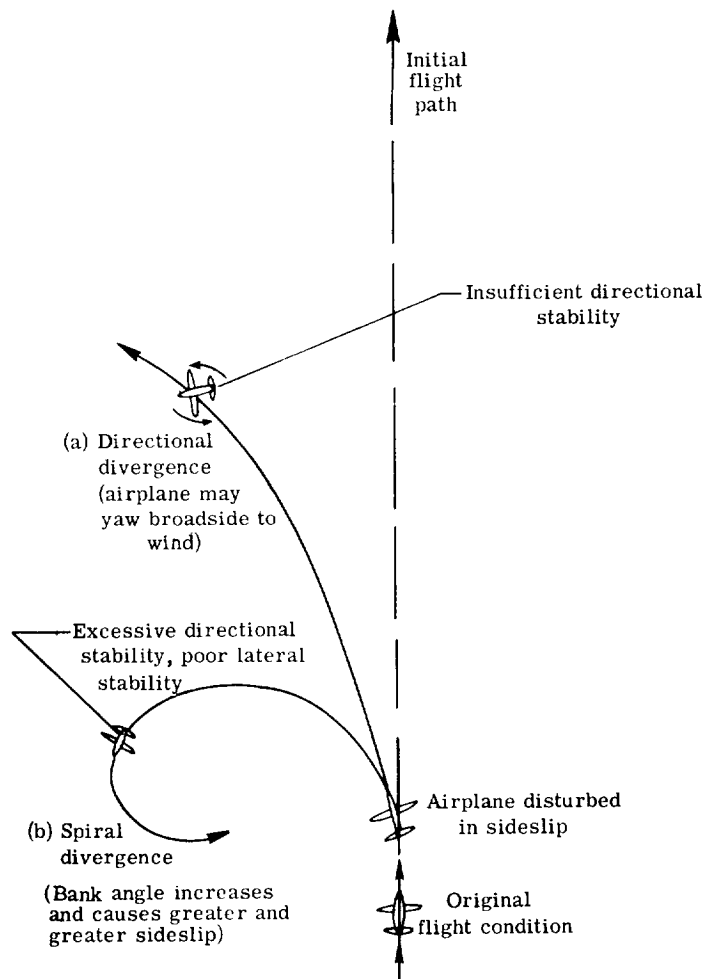 Initial
flight
path
Insufficient directional
stability
(a) Directional
divergence
(airplane may
yaw broadside to
wind)
Excessive directional
stability, poor lateral
stability
Airplane disturbed
in sideslip
(b) Spiral
divergence
(Bank angle increases
and causes greater and
greater sideslip)
Original
flight condition